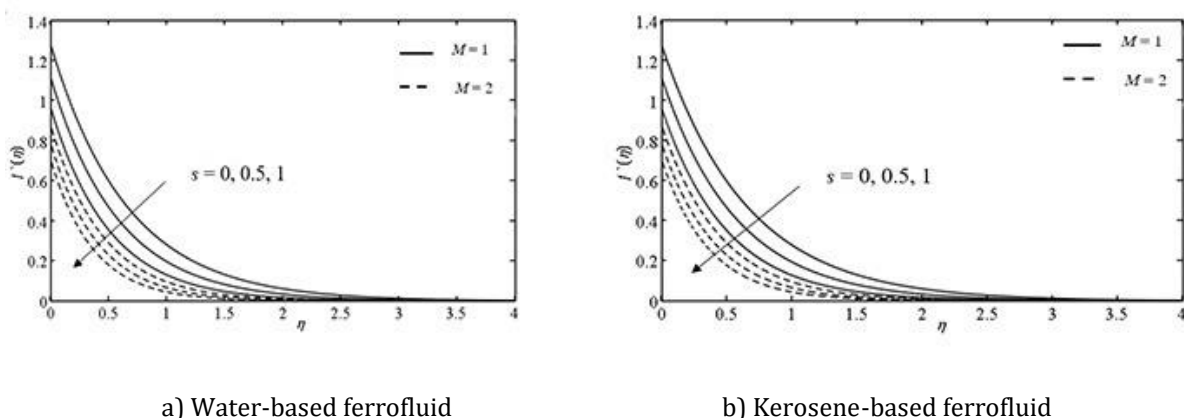 1.4
1.2
1
0.8
0.6
0.4
0.2
0
M = 1
M = 2
s = 0, 0.5, 1
0 0.5 1 1.5 2 2.5 3 3.5 4
η
1.4
1.2
1
0.8
0.6
0.4
0.2
0
M = 1
M = 2
s = 0, 0.5, 1
0 0.5 1 1.5 2 2.5 3 3.5 4
η
a) Water-based ferrofluid
b) Kerosene-based ferrofluid